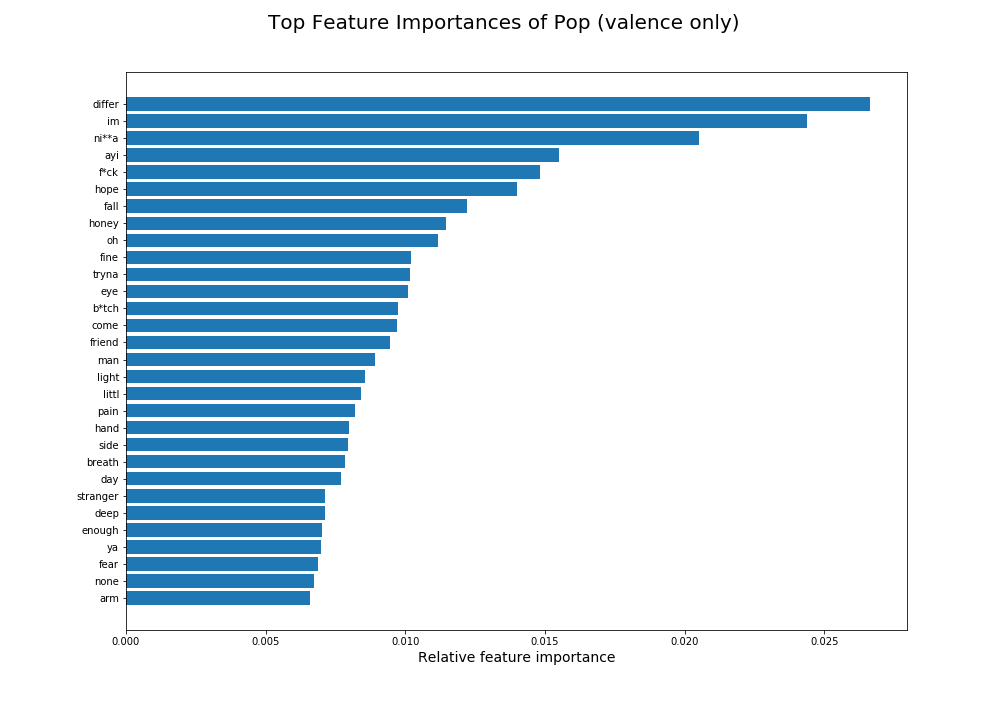 Top Feature Importances of Pop (valence only)
differ
im
ni**a
ayi
f*ck
hope
fall
honey
oh
fine
tryna
eye
b*tch
come
friend
man
light
littl
pain
hand
side
breath
day
stranger
deep
enough
ya
fear
none
arm
0.000 0.005 0.010 0.015 0.020 0.025
Relative feature importance